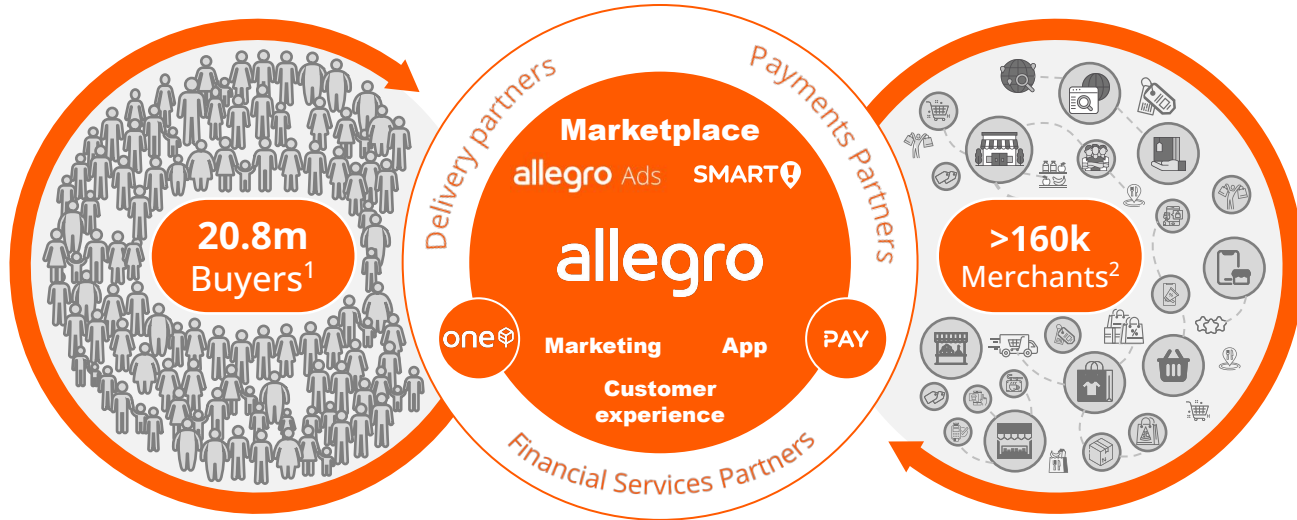 20.8m
Buyers1
Delivery partners
Payments Partners
Marketplace
allegro Ads
SMART!
allegro
one
Marketing
App
PAY
Customer
experience
Financial Services Partners
>160k
Merchants2